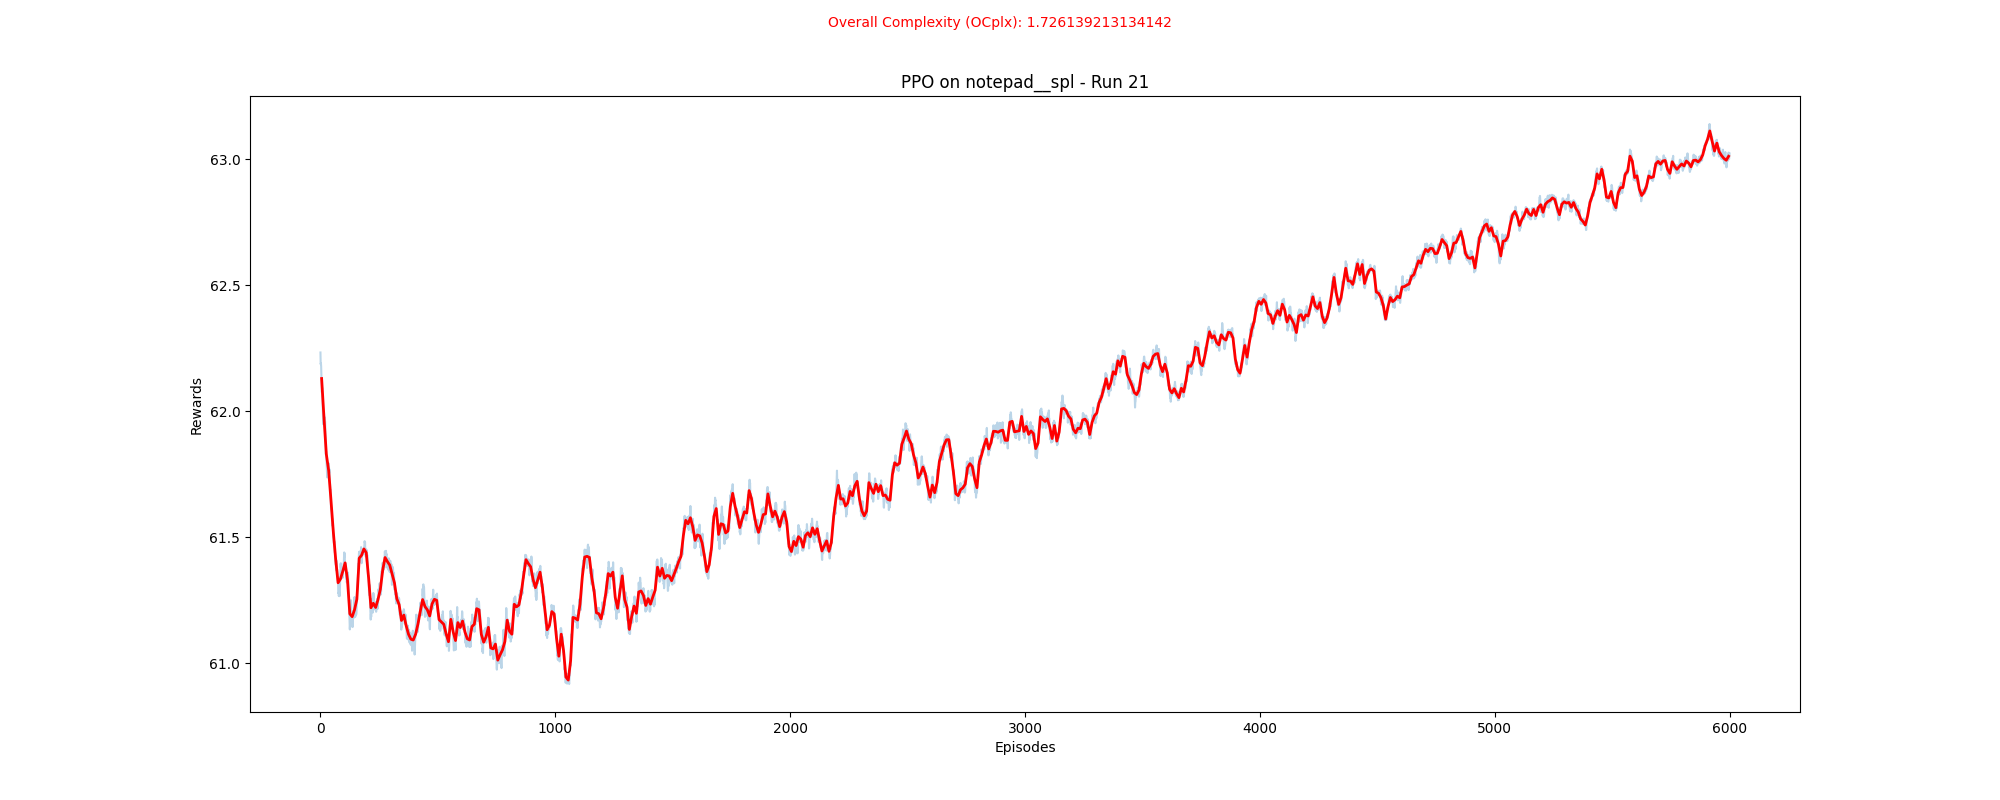 Overall Complexity (OCplx): 1.726139213134142
PPO on notepad__spl - Run 21
63.0
62.5
62.0
61.5
61.0
Rewards
0 1000 2000 3000 4000 5000 6000
Episodes